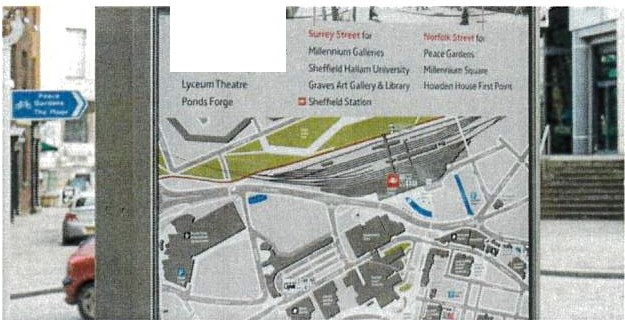 Peace
Gardens
The Moor
Lyceum Theatre
Ponds Forge
Surrey Street for
Millennium Galleries
Sheffield Hallam University
Graves Art Gallery & Library
Sheffield Station
Norfolk Street for
Peace Gardens
Millennium Square
Howden House First Point